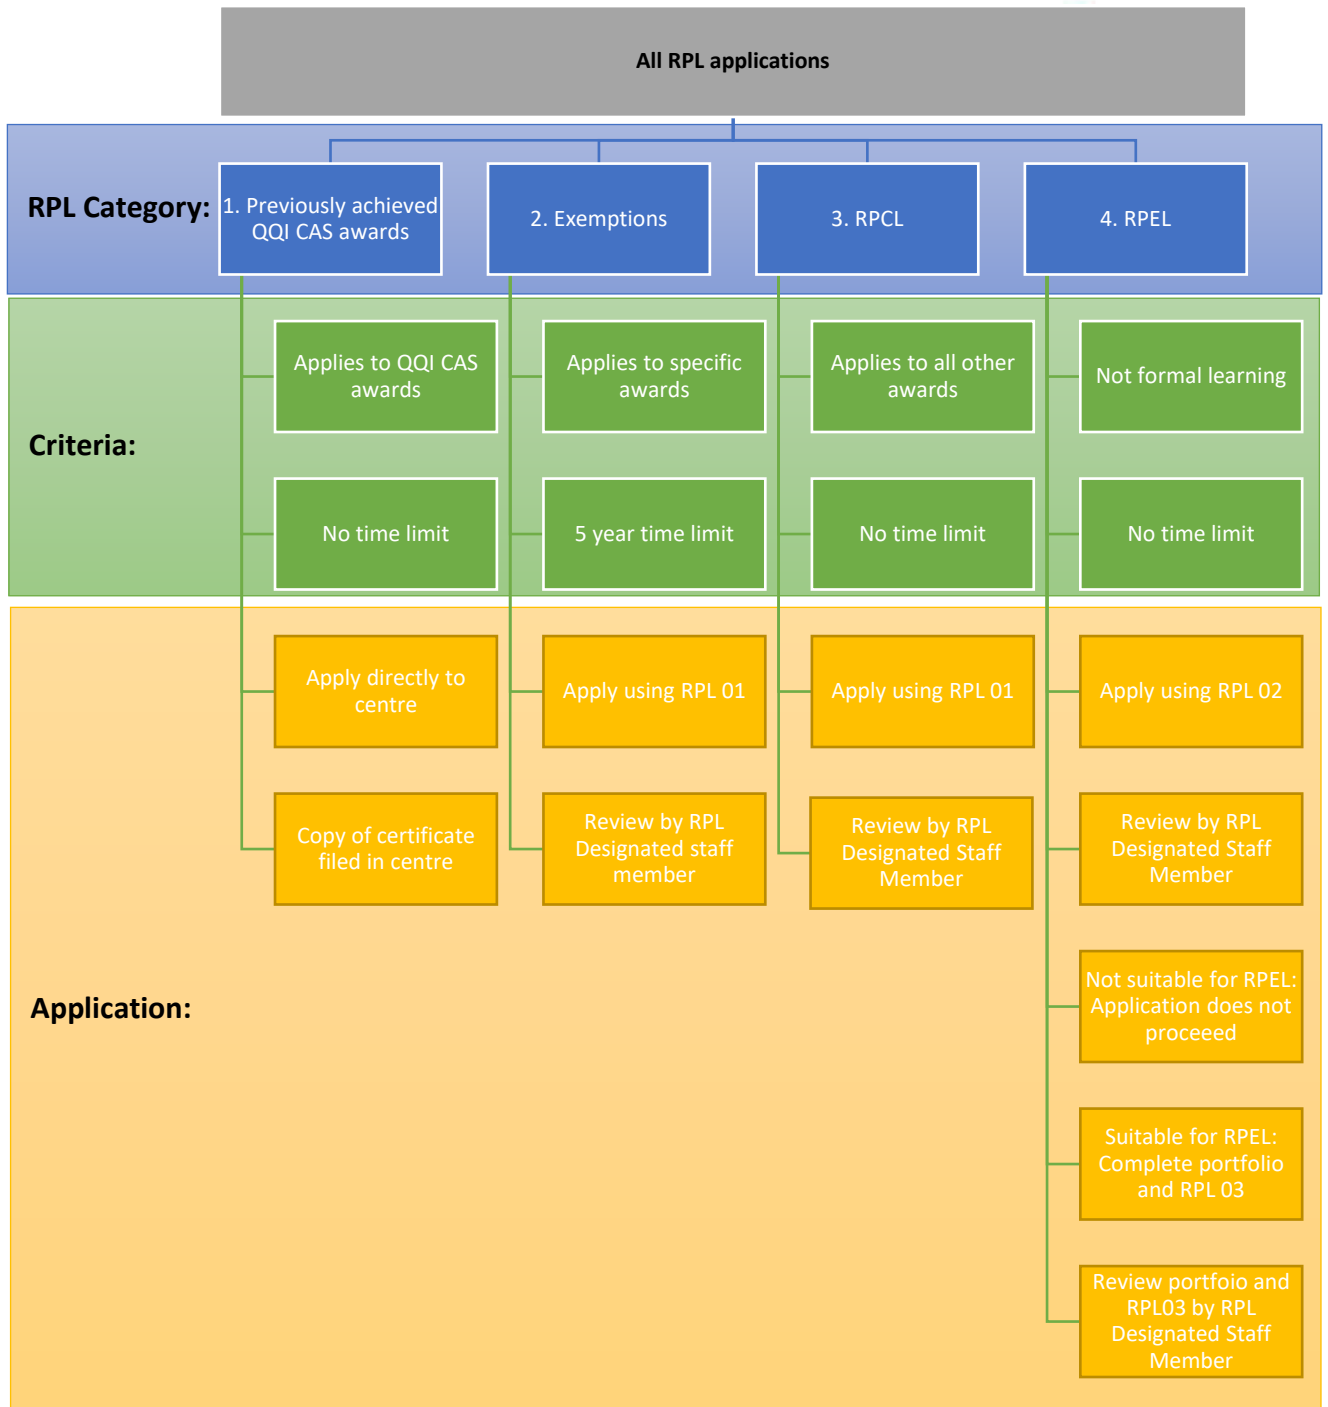 All RPL applications
RPL Category:
1. Previously achieved
QQI CAS awards
2. Exemptions
3. RPCL
4. RPEL
Criteria:
Applies to QQI CAS
awards
Applies to specific
awards
Applies to all other
awards
Not formal learning
No time limit
5 year time limit
No time limit
No time limit
Application:
Apply directly to
centre
Apply using RPL 01
Apply using RPL 01
Apply using RPL 02
Copy of certificate
filed in centre
Review by RPL
Designated staff
member
Review by RPL
Designated Staff
Member
Review by RPL
Designated Staff
Member
Not suitable for RPEL:
Application does not
proceeed
Suitable for RPEL:
Complete portfolio
and RPL 03
Review portfoio and
RPL03 by RPL
Designated Staff
Member